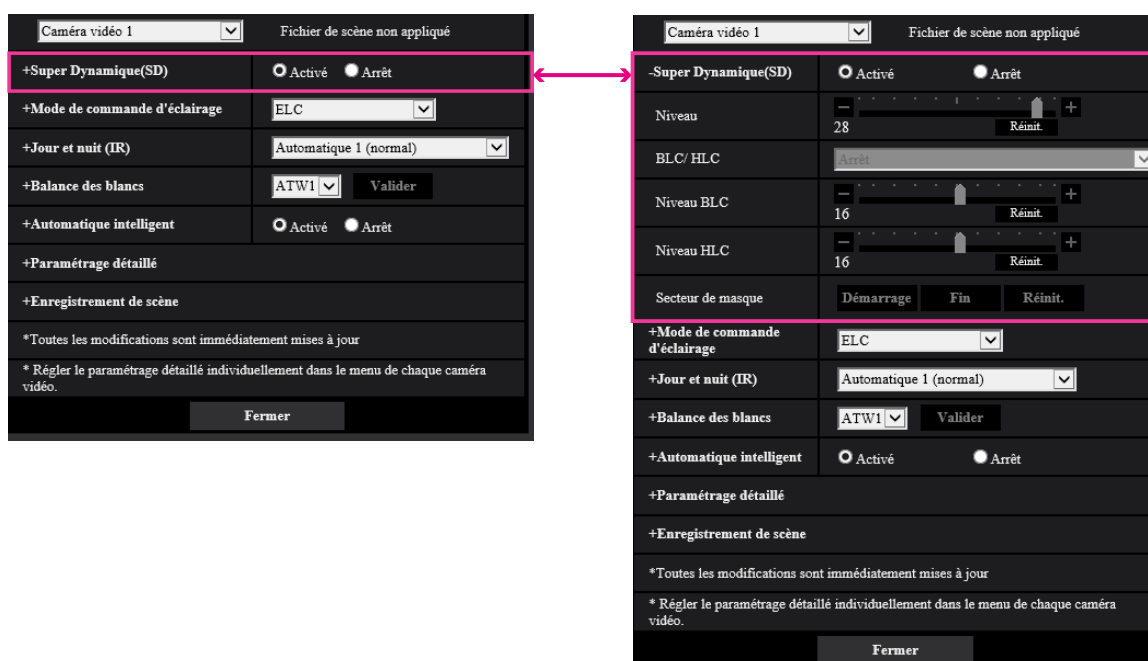 Caméra vidéo 1 Fichier de scène non appliqué
+Super Dynamique(SD) Activé Arrêt
+Mode de commande d'éclairage ELC
+Jour et nuit (IR) Automatique 1 (normal)
+Balance des blancs ATW1 Valider
+Automatique intelligent Activé Arrêt
+Paramétrage détaillé
+Enregistrement de scène
*Toutes les modifications sont immédiatement mises à jour
* Régler le paramétrage détaillé individuellement dans le menu de chaque caméra
vidéo.
Fermer
Caméra vidéo 1 Fichier de scène non appliqué
-Super Dynamique(SD) Activé Arrêt
Niveau − +
28 Réinit.
BLC/ HLC Arrêt
Niveau BLC − +
16 Réinit.
Niveau HLC − +
16 Réinit.
Secteur de masque Démarrage Fin Réinit.
+Mode de commande
d'éclairage ELC
+Jour et nuit (IR) Automatique 1 (normal)
+Balance des blancs ATW1 Valider
+Automatique intelligent Activé Arrêt
+Paramétrage détaillé
+Enregistrement de scène
*Toutes les modifications sont immédiatement mises à jour
* Régler le paramétrage détaillé individuellement dans le menu de chaque caméra
vidéo.
Fermer